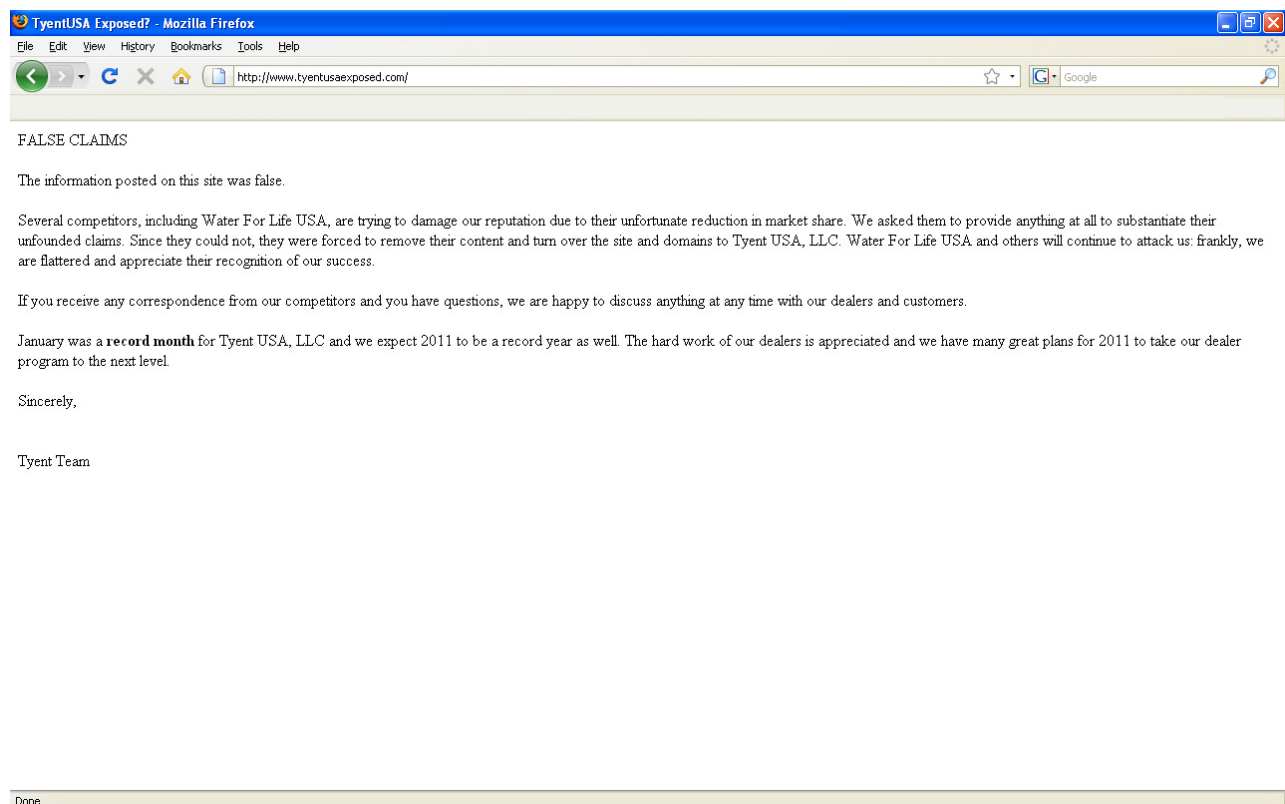 TyentUSA Exposed? - Mozilla Firefox
File Edit View History Bookmarks Tools Help
http://www.tyentusaexposed.com/
G Google
FALSE CLAIMS
The information posted on this site was false.
Several competitors, including Water For Life USA, are trying to damage our reputation due to their unfortunate reduction in market share. We asked them to provide anything at all to substantiate their
unfounded claims. Since they could not, they were forced to remove their content and turn over the site and domains to Tyent USA, LLC. Water For Life USA and others will continue to attack us: frankly, we
are flattered and appreciate their recognition of our success.
If you receive any correspondence from our competitors and you have questions, we are happy to discuss anything at any time with our dealers and customers.
January was a record month for Tyent USA, LLC and we expect 2011 to be a record year as well. The hard work of our dealers is appreciated and we have many great plans for 2011 to take our dealer
program to the next level.
Sincerely,
Tyent Team
Done